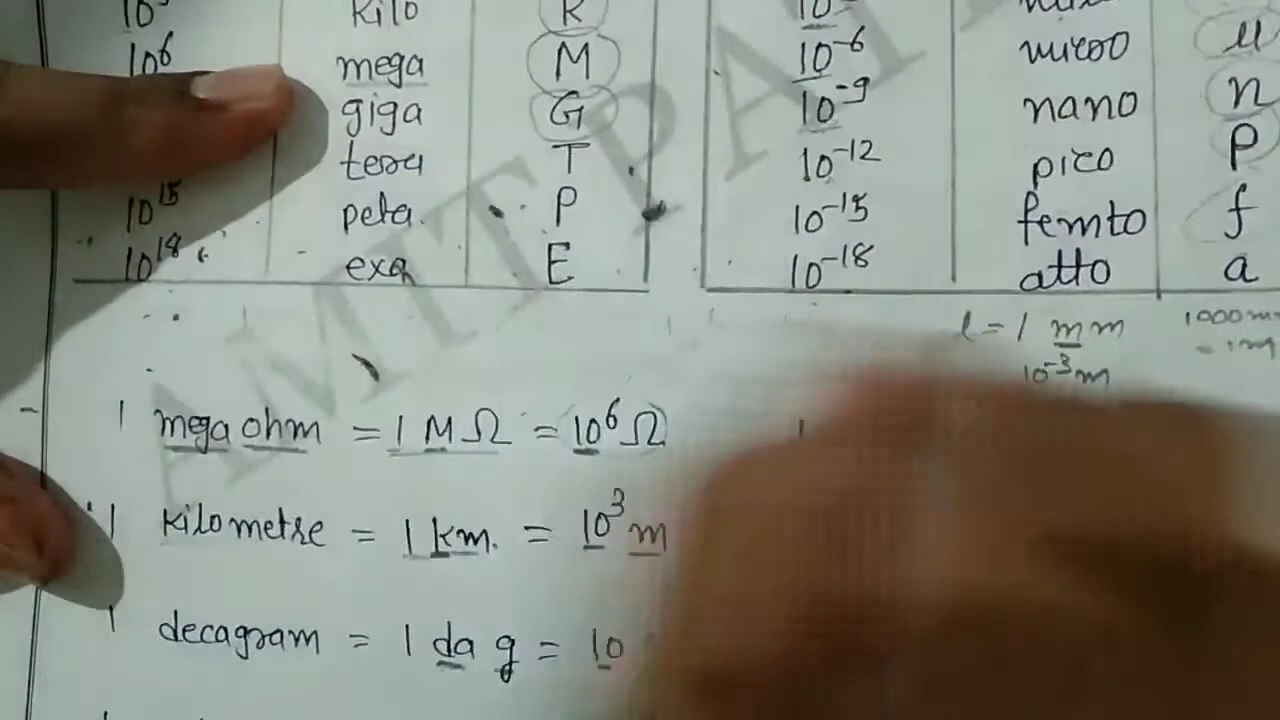 kilo K
10⁶ mega M 10⁻⁶ micro μ
giga G 10⁻⁹ nano n
tera T 10⁻¹² pico P
10¹⁵ peta. P 10⁻¹⁵ femto f
10¹⁸ exa E 10⁻¹⁸ atto a
l = 1 mm 1000m
10⁻³m = 1m
1 mega ohm = 1 MΩ = 10⁶ Ω
1 kilometre = 1 km. = 10³ m
1 decagram = 1 da g = 10